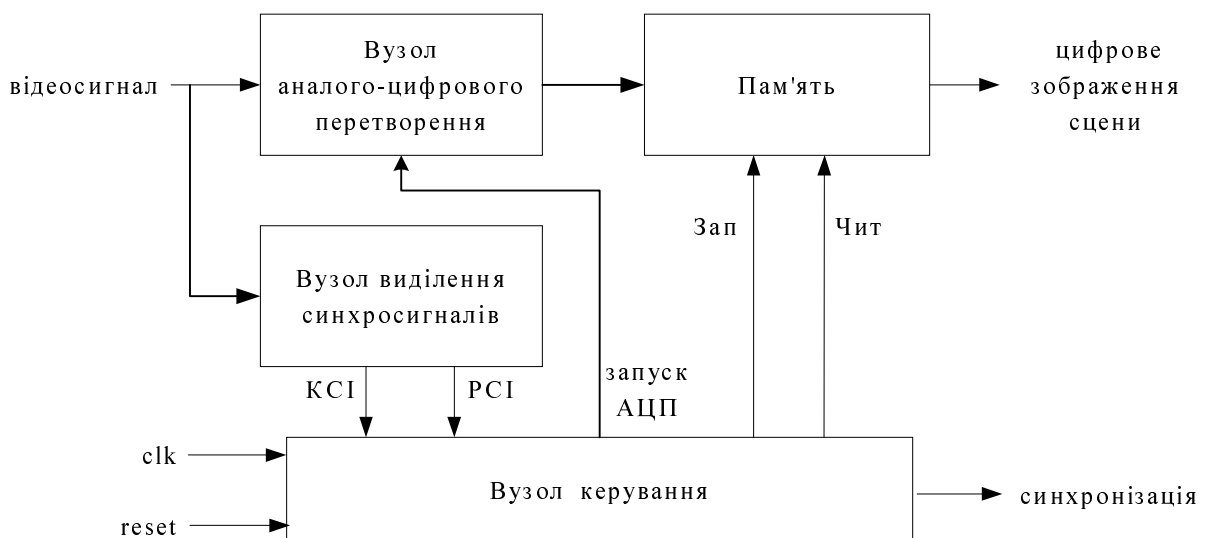 відеосигнал
Вузол
аналого-цифрового
перетворення
Пам'ять
цифрове
зображення
сцени
Зап
Чит
Вузол виділення
синхросигналів
КСІ
РСІ
запуск
АЦП
clk
reset
Вузол керування
синхронізація